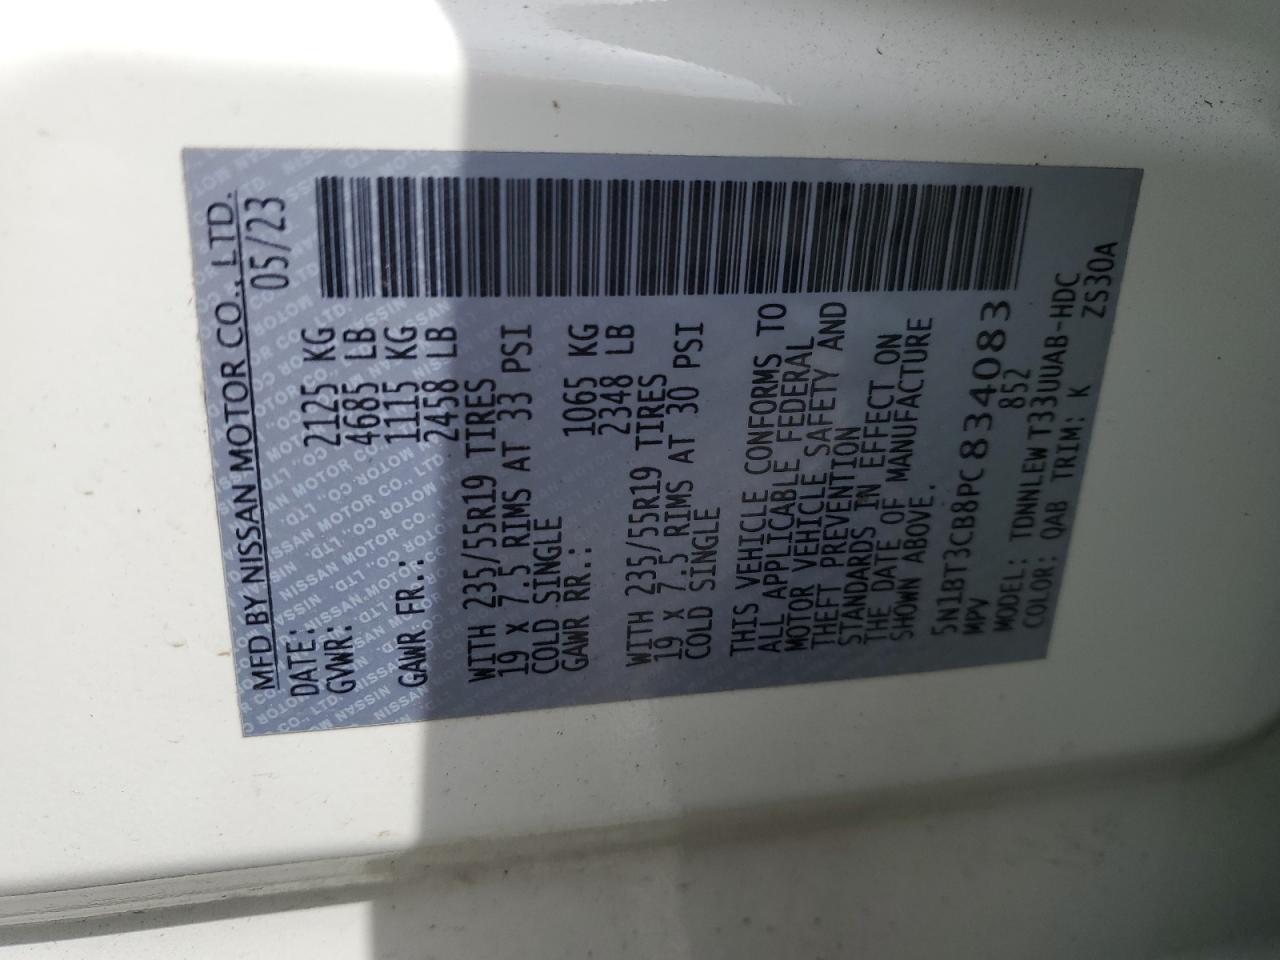 MFD BY NISSAN MOTOR CO., LTD.
DATE: 05/23
GVWR: 2125 KG
4685 LB
GAWR FR.: 1115 KG
2458 LB
WITH 235/55R19 TIRES
19 x 7.5 RIMS AT 33 PSI
COLD SINGLE
GAWR RR.: 1065 KG
2348 LB
WITH 235/55R19 TIRES
19 x 7.5 RIMS AT 30 PSI
COLD SINGLE
THIS VEHICLE CONFORMS TO
ALL APPLICABLE FEDERAL
MOTOR VEHICLE SAFETY AND
THEFT PREVENTION
STANDARDS IN EFFECT ON
THE DATE OF MANUFACTURE
SHOWN ABOVE.
5N1BT3CB8PC834083
MPV 852
MODEL: TDNNLEWT33UUAB-HDC
COLOR: QAB TRIM: K ZS30A